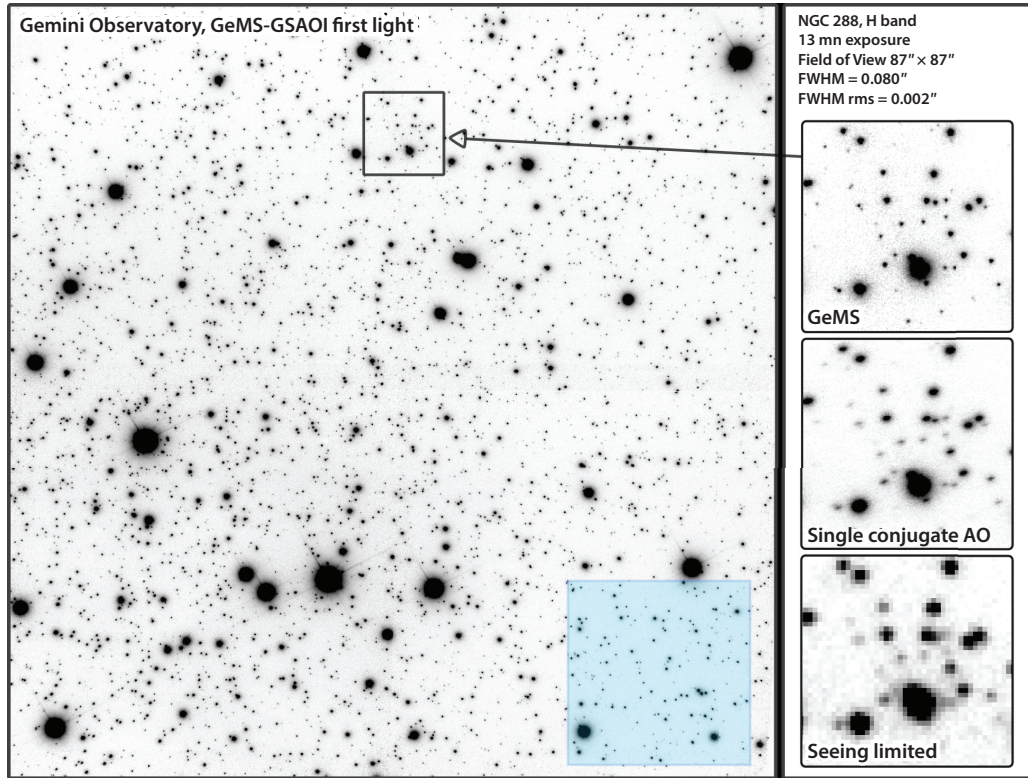 Gemini Observatory, GeMS-GSAOI first light
NGC 288, H band
13 mn exposure
Field of View 87″ × 87″
FWHM = 0.080″
FWHM rms = 0.002″
GeMS
Single conjugate AO
Seeing limited